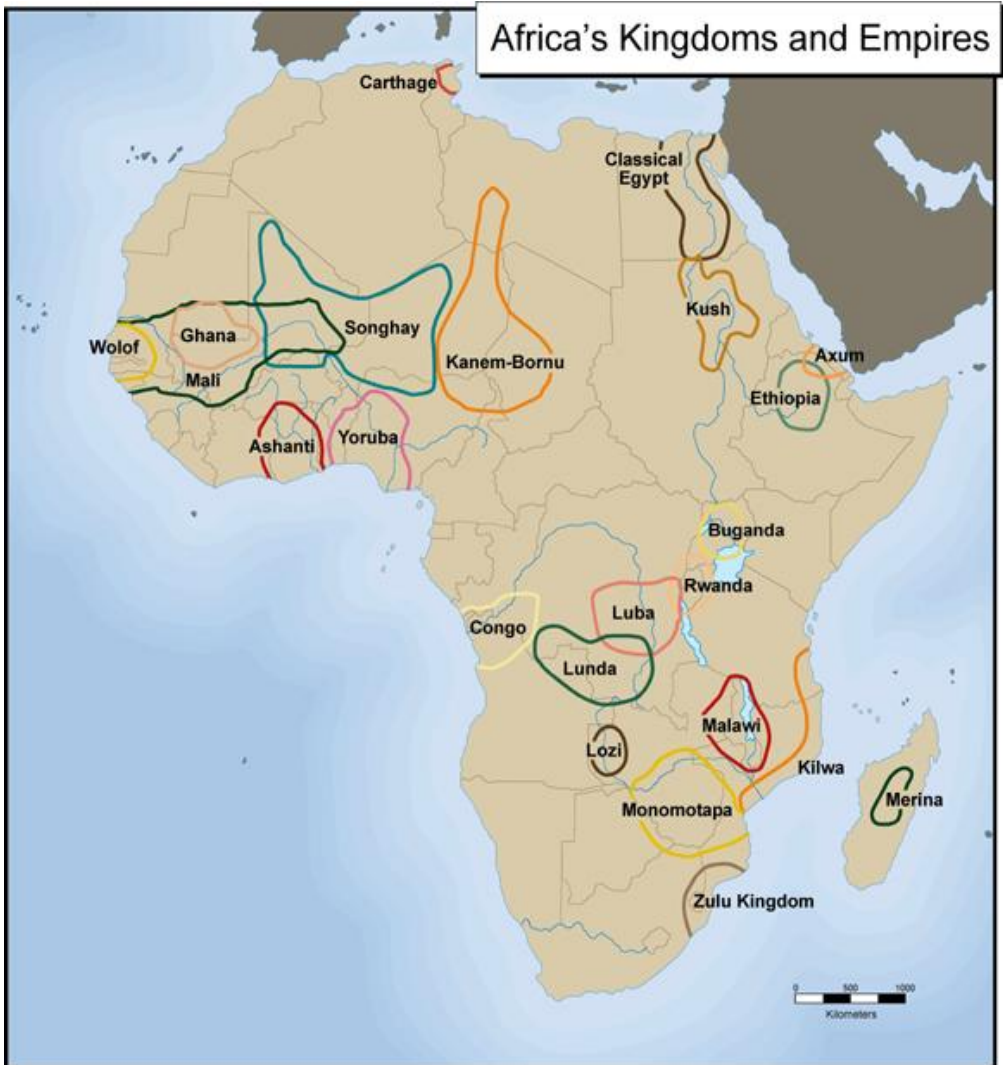 Africa's Kingdoms and Empires
Carthage
Classical
Egypt
Kush
Songhay
Ghana
Wolof
Mali
Kanem-Bornu
Axum
Ethiopia
Ashanti
Yoruba
Buganda
Rwanda
Luba
Congo
Lunda
Malawi
Lozi
Kilwa
Merina
Monomotapa
Zulu Kingdom
0 500 1000
Kilometers